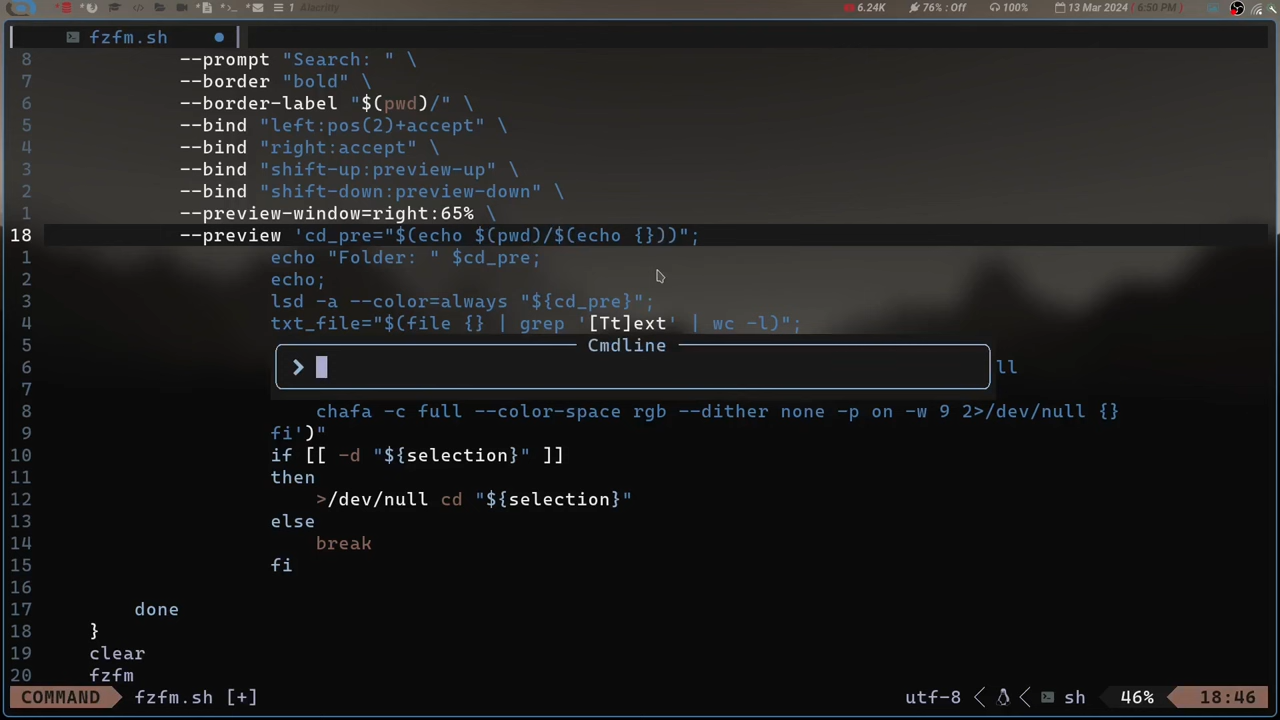 1 Alacritty 6.24K 76% : Off 100% 13 Mar 2024 | 6:50 PM
fzfm.sh
8 --prompt "Search: " \
7 --border "bold" \
6 --border-label "$(pwd)/" \
5 --bind "left:pos(2)+accept" \
4 --bind "right:accept" \
3 --bind "shift-up:preview-up" \
2 --bind "shift-down:preview-down" \
1 --preview-window=right:65% \
18 --preview 'cd_pre="$(echo $(pwd)/$(echo {}))";
1 echo "Folder: " $cd_pre;
2 echo;
3 lsd -a --color=always "${cd_pre}";
4 txt_file="$(file {} | grep '[Tt]ext' | wc -l)";
5 Cmdline
6 ll
7
8 chafa -c full --color-space rgb --dither none -p on -w 9 2>/dev/null {}
9 fi')"
10 if [[ -d "${selection}" ]]
11 then
12 >/dev/null cd "${selection}"
13 else
14 break
15 fi
16
17 done
18 }
19 clear
20 fzfm
COMMAND fzfm.sh [+] utf-8 sh 46% 18:46